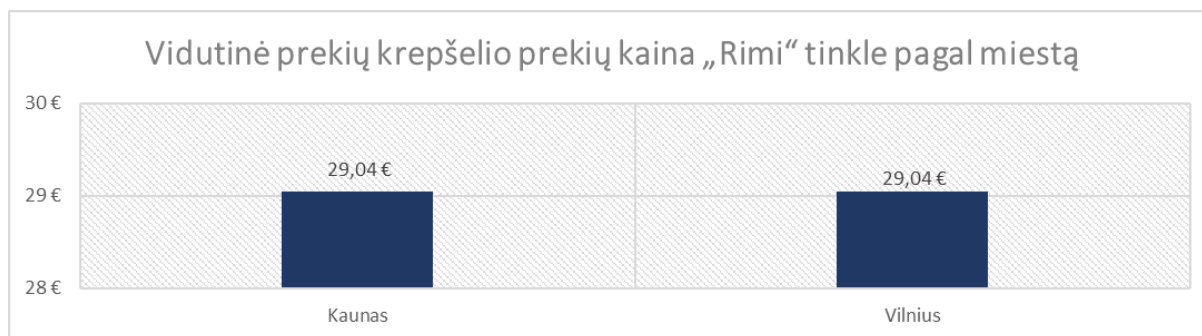 Vidutinė prekių krepšelio prekių kaina „Rimi“ tinkle pagal miestą
30 €
29,04 €
29,04 €
29 €
28 €
Kaunas
Vilnius